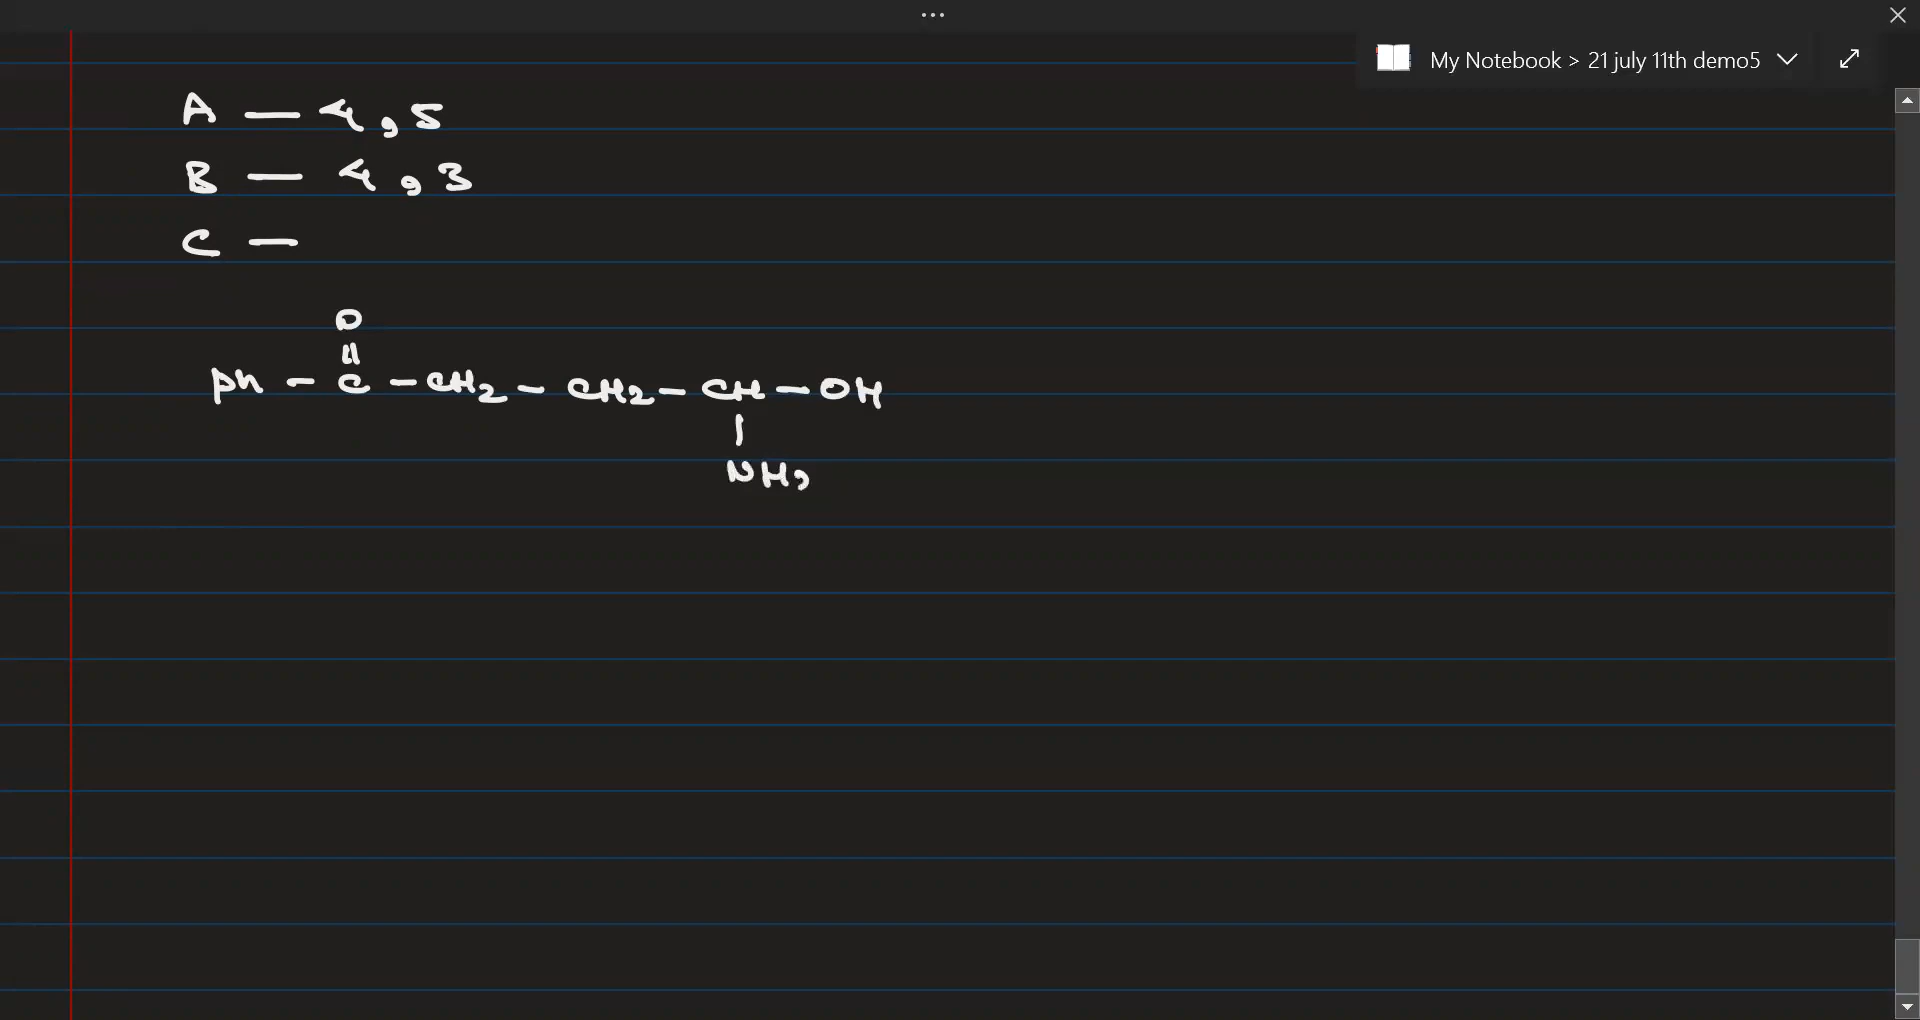 My Notebook > 21 july 11th demo5
A — 4, 5
B — 4, 3
C —
O
||
ph - C - CH2 - CH2 - CH - OH
|
NH2